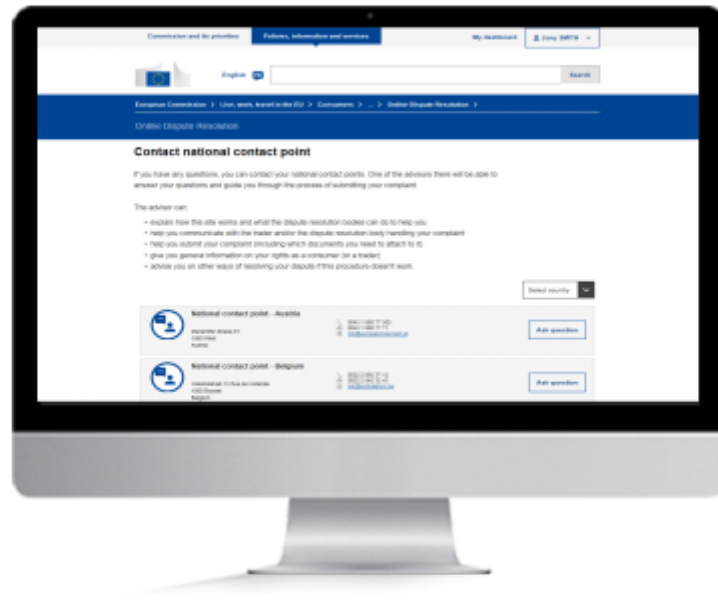 Commission and its priorities Policies, information and services My dashboard
English EN Search
European Commission > Live, work, travel in the EU > Consumers > ... > Online Dispute Resolution >
Online Dispute Resolution
Contact national contact point
If you have any questions, you can contact your national contact points. One of the advisors there will be able to
answer your questions and guide you through the process of submitting your complaint.
The advisor can:
• explain how this site works and what the dispute resolution bodies can do to help you
• help you communicate with the trader and/or the dispute resolution body handling your complaint
• help you submit your complaint (including which documents you need to attach to it)
• give you general information on your rights as a consumer (or a trader)
• advise you on other ways of resolving your dispute if this procedure doesn't work.
Select country
National contact point - Austria
Austria
Ask question
National contact point - Belgium
Belgium
Ask question